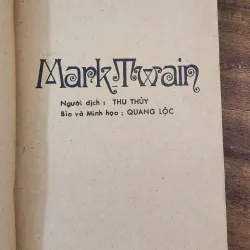 Mark-Twain
Người dịch : THU THỦY
Bìa và Minh họa : QUANG LỘC